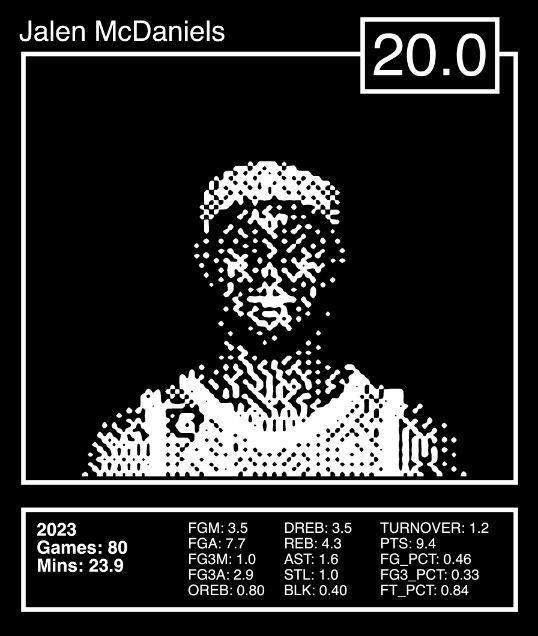 Jalen McDaniels
20.0
2023
Games: 80
Mins: 23.9
FGM: 3.5
FGA: 7.7
FG3M: 1.0
FG3A: 2.9
OREB: 0.80
DREB: 3.5
REB: 4.3
AST: 1.6
STL: 1.0
BLK: 0.40
TURNOVER: 1.2
PTS: 9.4
FG_PCT: 0.46
FG3_PCT: 0.33
FT_PCT: 0.84